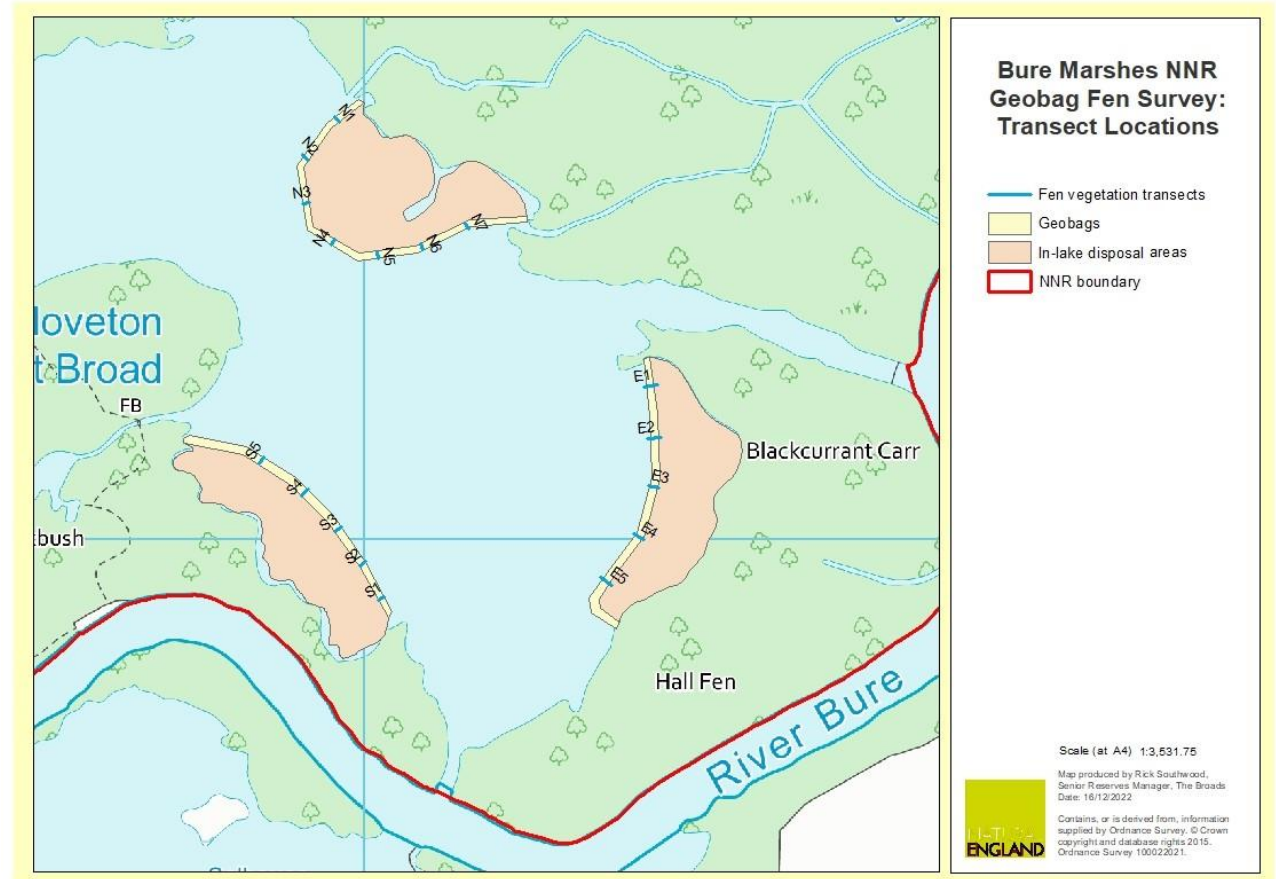 N1
N2
N3
N4
N5
N6
N7
loveton
t Broad
FB
E1
E2
Blackcurrant Carr
E3
E4
E5
S5
S4
S3
S2
S1
bush
Hall Fen
River Bure
Bure Marshes NNR
Geobag Fen Survey:
Transect Locations
Fen vegetation transects
Geobags
In-lake disposal areas
NNR boundary
Scale (at A4) 1:3,531.75
Map produced by Rick Southwood,
Senior Reserves Manager, The Broads
Date: 16/12/2022
Contains, or is derived from, information
supplied by Ordnance Survey. © Crown
copyright and database rights 2015.
Ordnance Survey 100022021.
ENGLAND